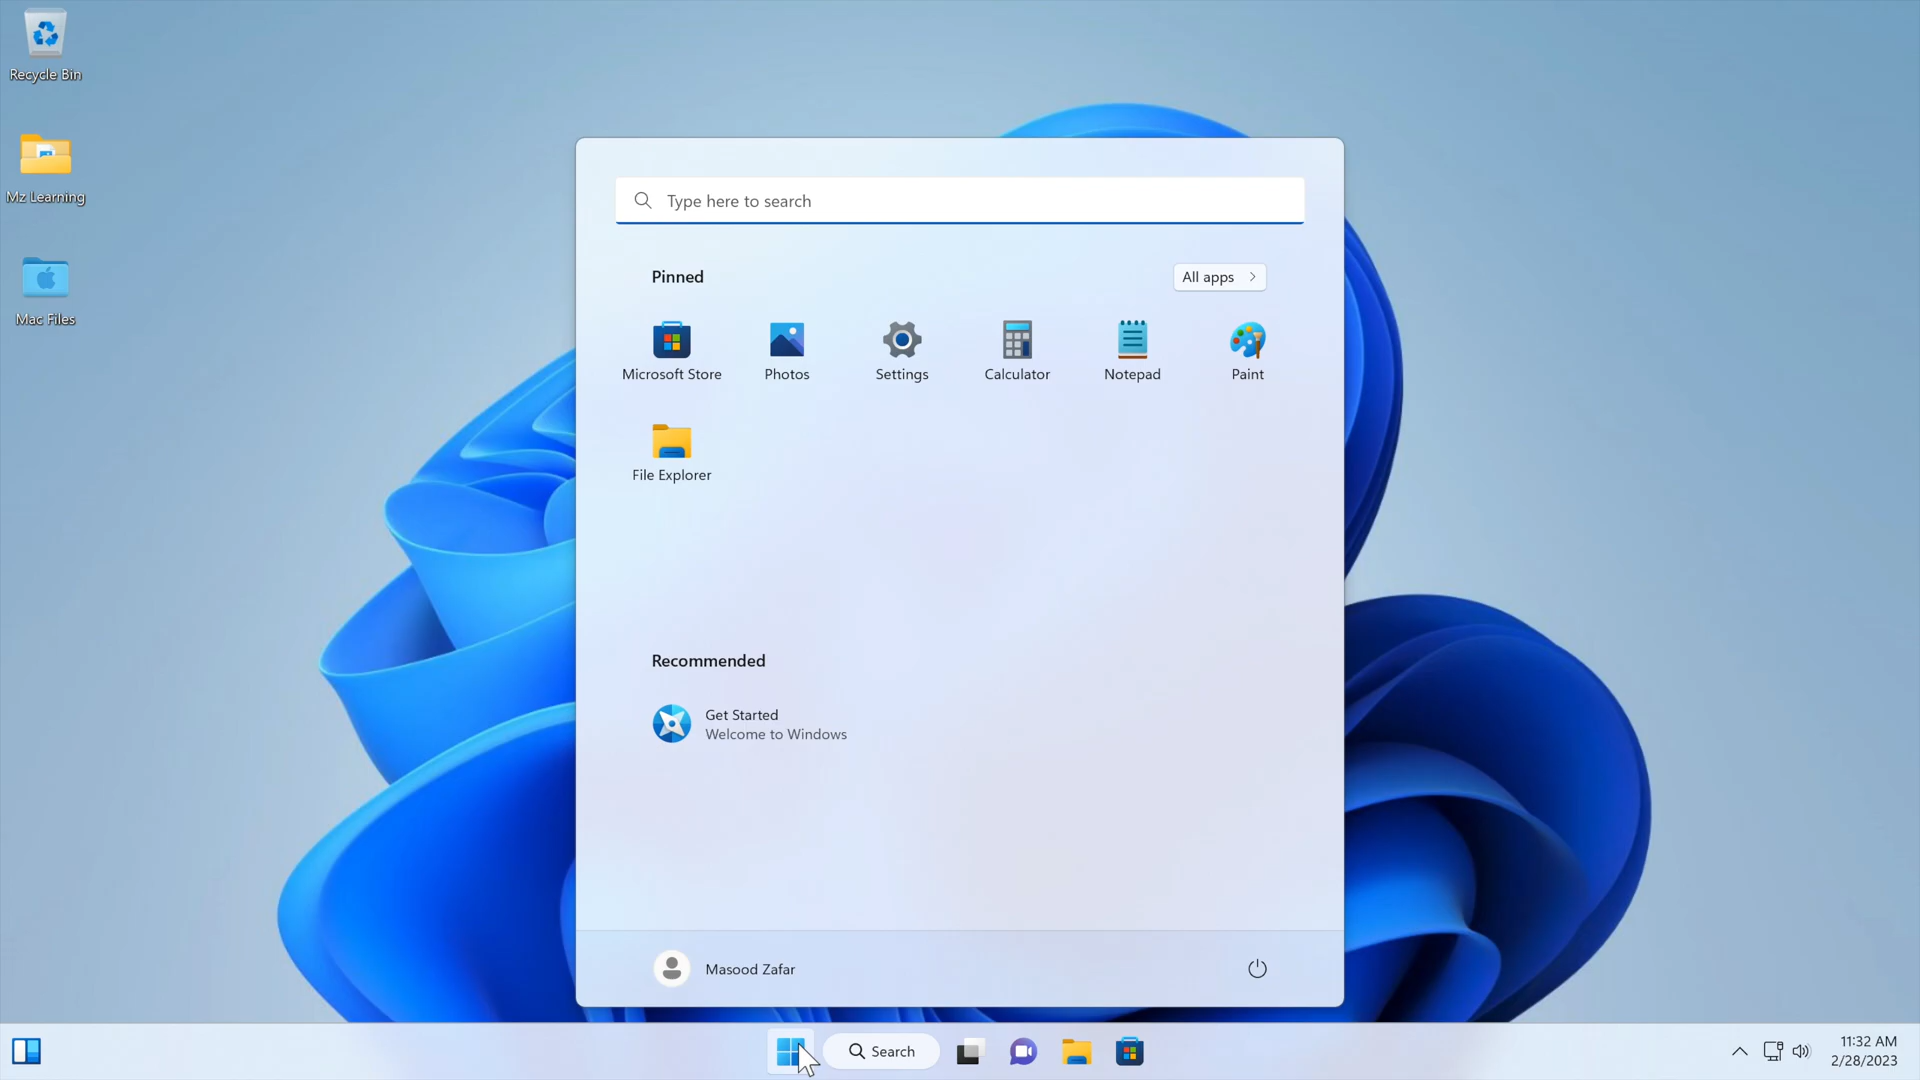 Recycle Bin
Mz Learning
Mac Files
Type here to search
Pinned
All apps
Microsoft Store
Photos
Settings
Calculator
Notepad
Paint
File Explorer
Recommended
Get Started
Welcome to Windows
Masood Zafar
Search
11:32 AM
2/28/2023